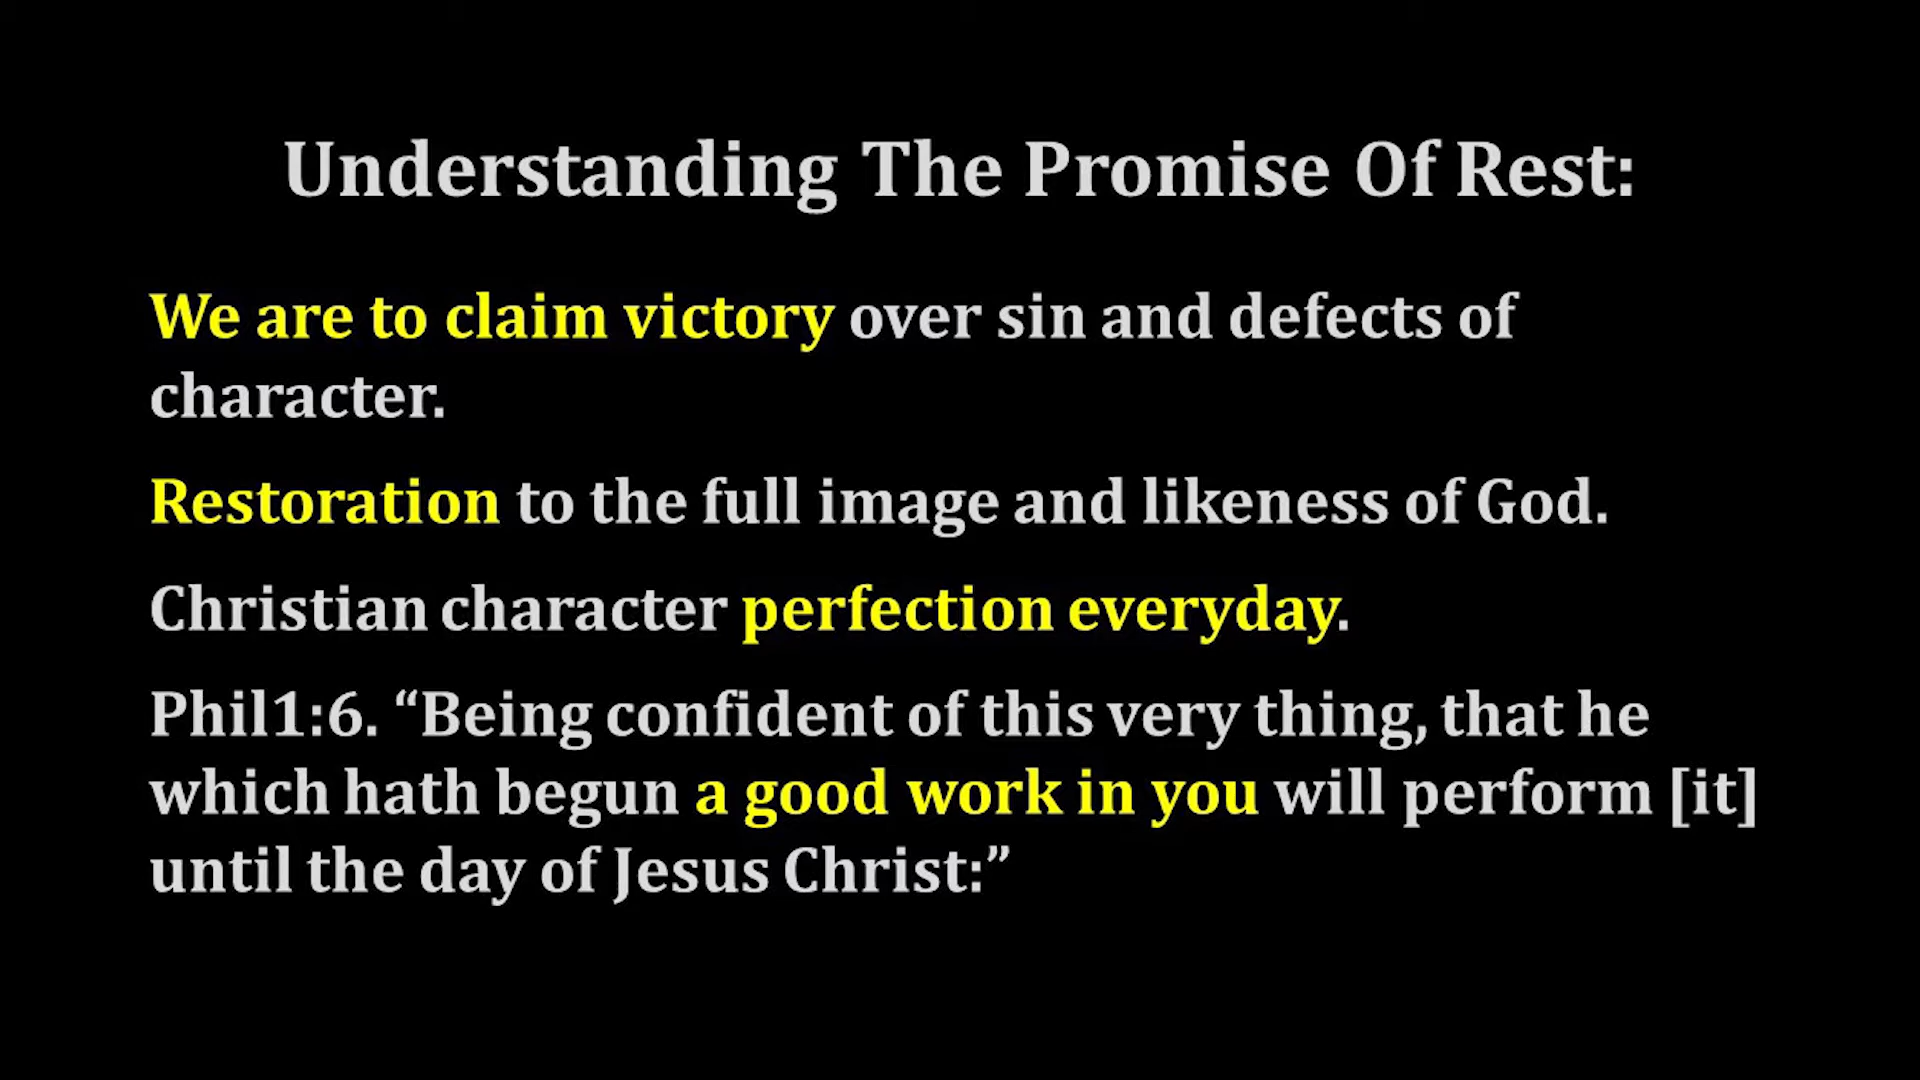 Understanding The Promise Of Rest:
We are to claim victory over sin and defects of
character.
Restoration to the full image and likeness of God.
Christian character perfection everyday.
Phil1:6. “Being confident of this very thing, that he
which hath begun a good work in you will perform [it]
until the day of Jesus Christ:”